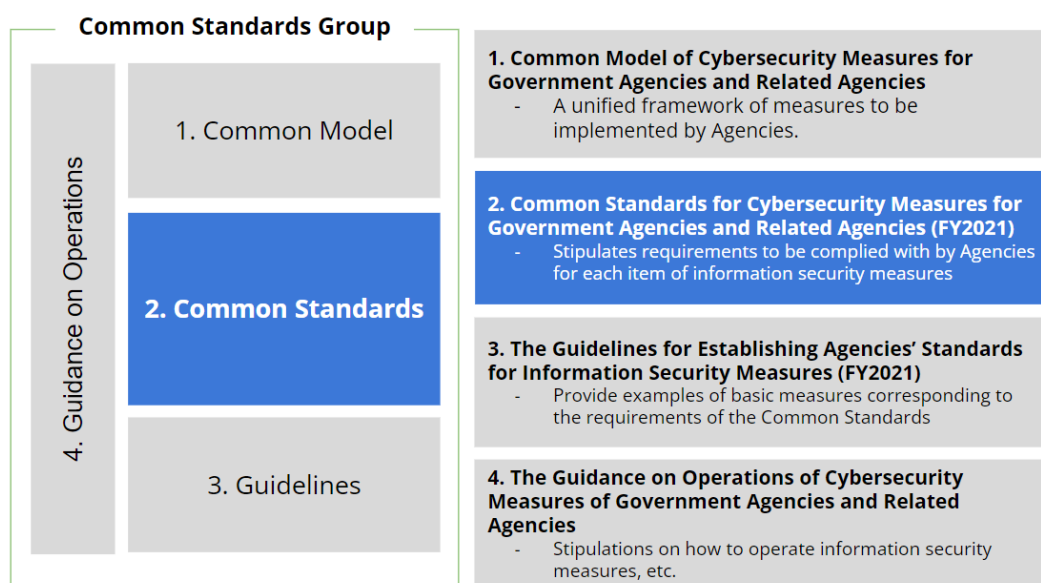 Common Standards Group
4. Guidance on Operations
1. Common Model
2. Common Standards
3. Guidelines
1. Common Model of Cybersecurity Measures for
Government Agencies and Related Agencies
- A unified framework of measures to be
implemented by Agencies.
2. Common Standards for Cybersecurity Measures for
Government Agencies and Related Agencies (FY2021)
- Stipulates requirements to be complied with by Agencies
for each item of information security measures
3. The Guidelines for Establishing Agencies’ Standards
for Information Security Measures (FY2021)
- Provide examples of basic measures corresponding to
the requirements of the Common Standards
4. The Guidance on Operations of Cybersecurity
Measures of Government Agencies and Related
Agencies
- Stipulations on how to operate information security
measures, etc.